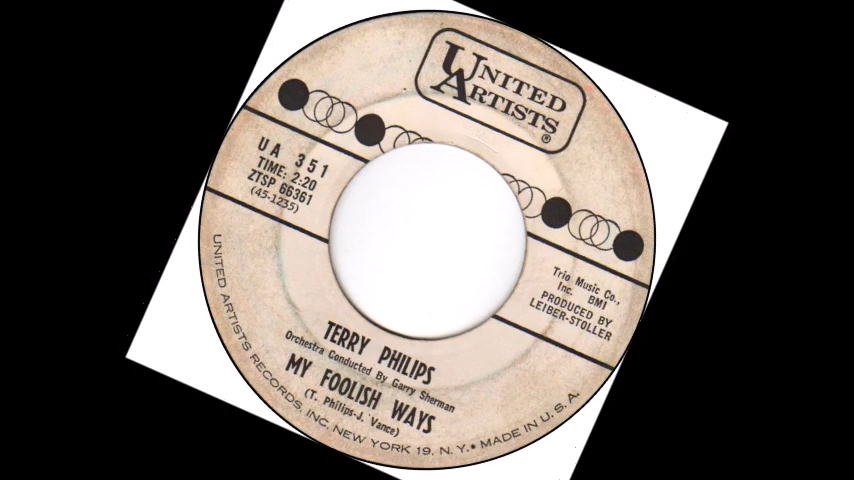 UNITED
ARTISTS
®
UA 351
TIME: 2:20
ZTSP 66361
(45-1235)
Trio Music Co.,
Inc. BMI
PRODUCED BY
LEIBER-STOLLER
TERRY PHILIPS
Orchestra Conducted By Garry Sherman
MY FOOLISH WAYS
(T. Philips-J. Vance)
UNITED ARTISTS RECORDS, INC. NEW YORK 19, N. Y. • MADE IN U. S. A.